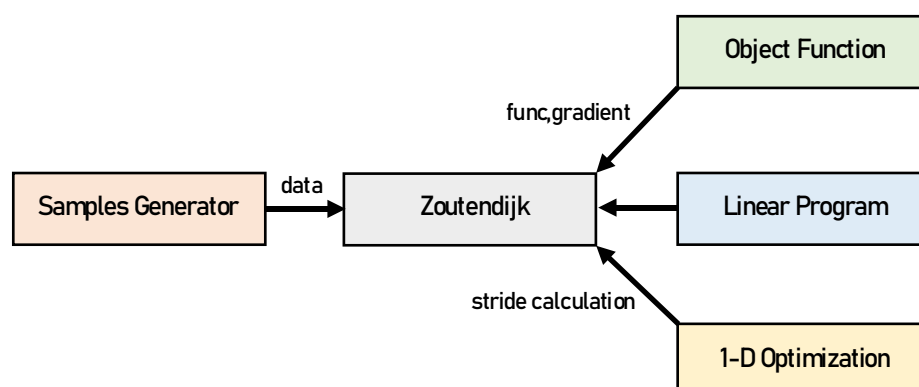 Object Function
func,gradient
data
Samples Generator
Zoutendijk
Linear Program
stride calculation
1-D Optimization